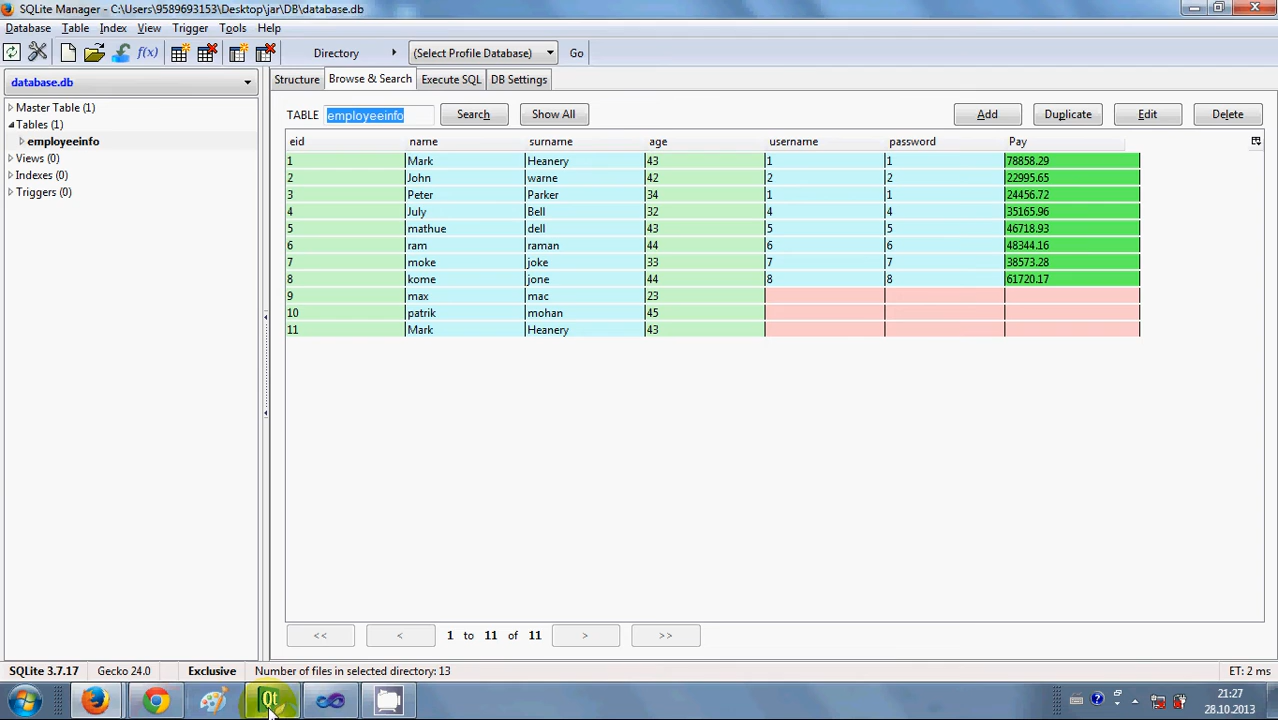 SQLite Manager - C:\Users\9589693153\Desktop\jar\DB\database.db
Database Table Index View Trigger Tools Help
f(x) Directory (Select Profile Database) Go
database.db
Structure Browse & Search Execute SQL DB Settings
Master Table (1)
Tables (1)
employeeinfo
Views (0)
Indexes (0)
Triggers (0)
TABLE employeeinfo Search Show All Add Duplicate Edit Delete
eid name surname age username password Pay
1 Mark Heanery 43 1 1 78858.29
2 John warne 42 2 2 22995.65
3 Peter Parker 34 1 1 24456.72
4 July Bell 32 4 4 35165.96
5 mathue dell 43 5 5 46718.93
6 ram raman 44 6 6 48344.16
7 moke joke 33 7 7 38573.28
8 kome jone 44 8 8 61720.17
9 max mac 23
10 patrik mohan 45
11 Mark Heanery 43
<< < 1 to 11 of 11 > >>
SQLite 3.7.17 Gecko 24.0 Exclusive Number of files in selected directory: 13 ET: 2 ms
Qt
21:27
28.10.2013